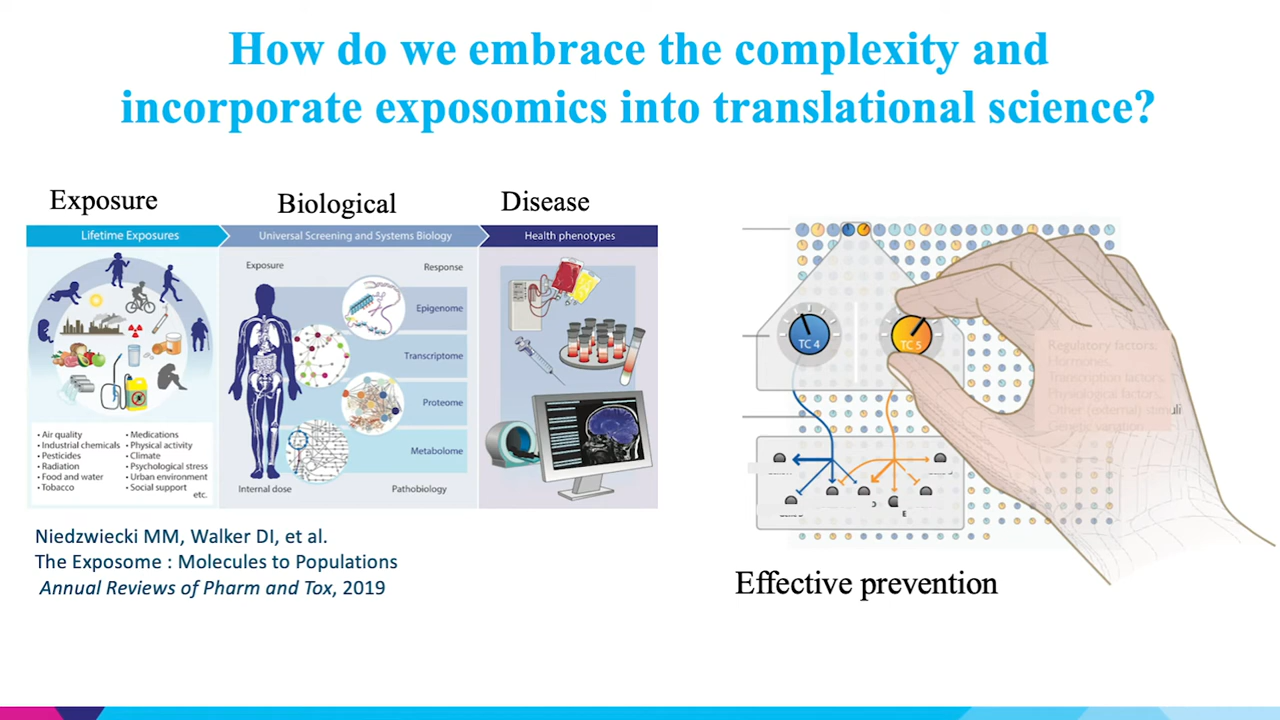 How do we embrace the complexity and
incorporate exposomics into translational science?
Exposure
Biological
Disease
Lifetime Exposures
Universal Screening and Systems Biology
Health phenotypes
Exposure
Response
Epigenome
Transcriptome
Proteome
Metabolome
Internal dose
Pathobiology
• Air quality
• Industrial chemicals
• Pesticides
• Radiation
• Food and water
• Tobacco
• Medications
• Physical activity
• Climate
• Psychological stress
• Urban environment
• Social support
etc.
Niedzwiecki MM, Walker DI, et al.
The Exposome : Molecules to Populations
Annual Reviews of Pharm and Tox, 2019
TC 4
TC 5
Regulatory factors:
Hormones,
Transcription factors,
Physiological factors,
Other (external) stimuli
variation
Effective prevention